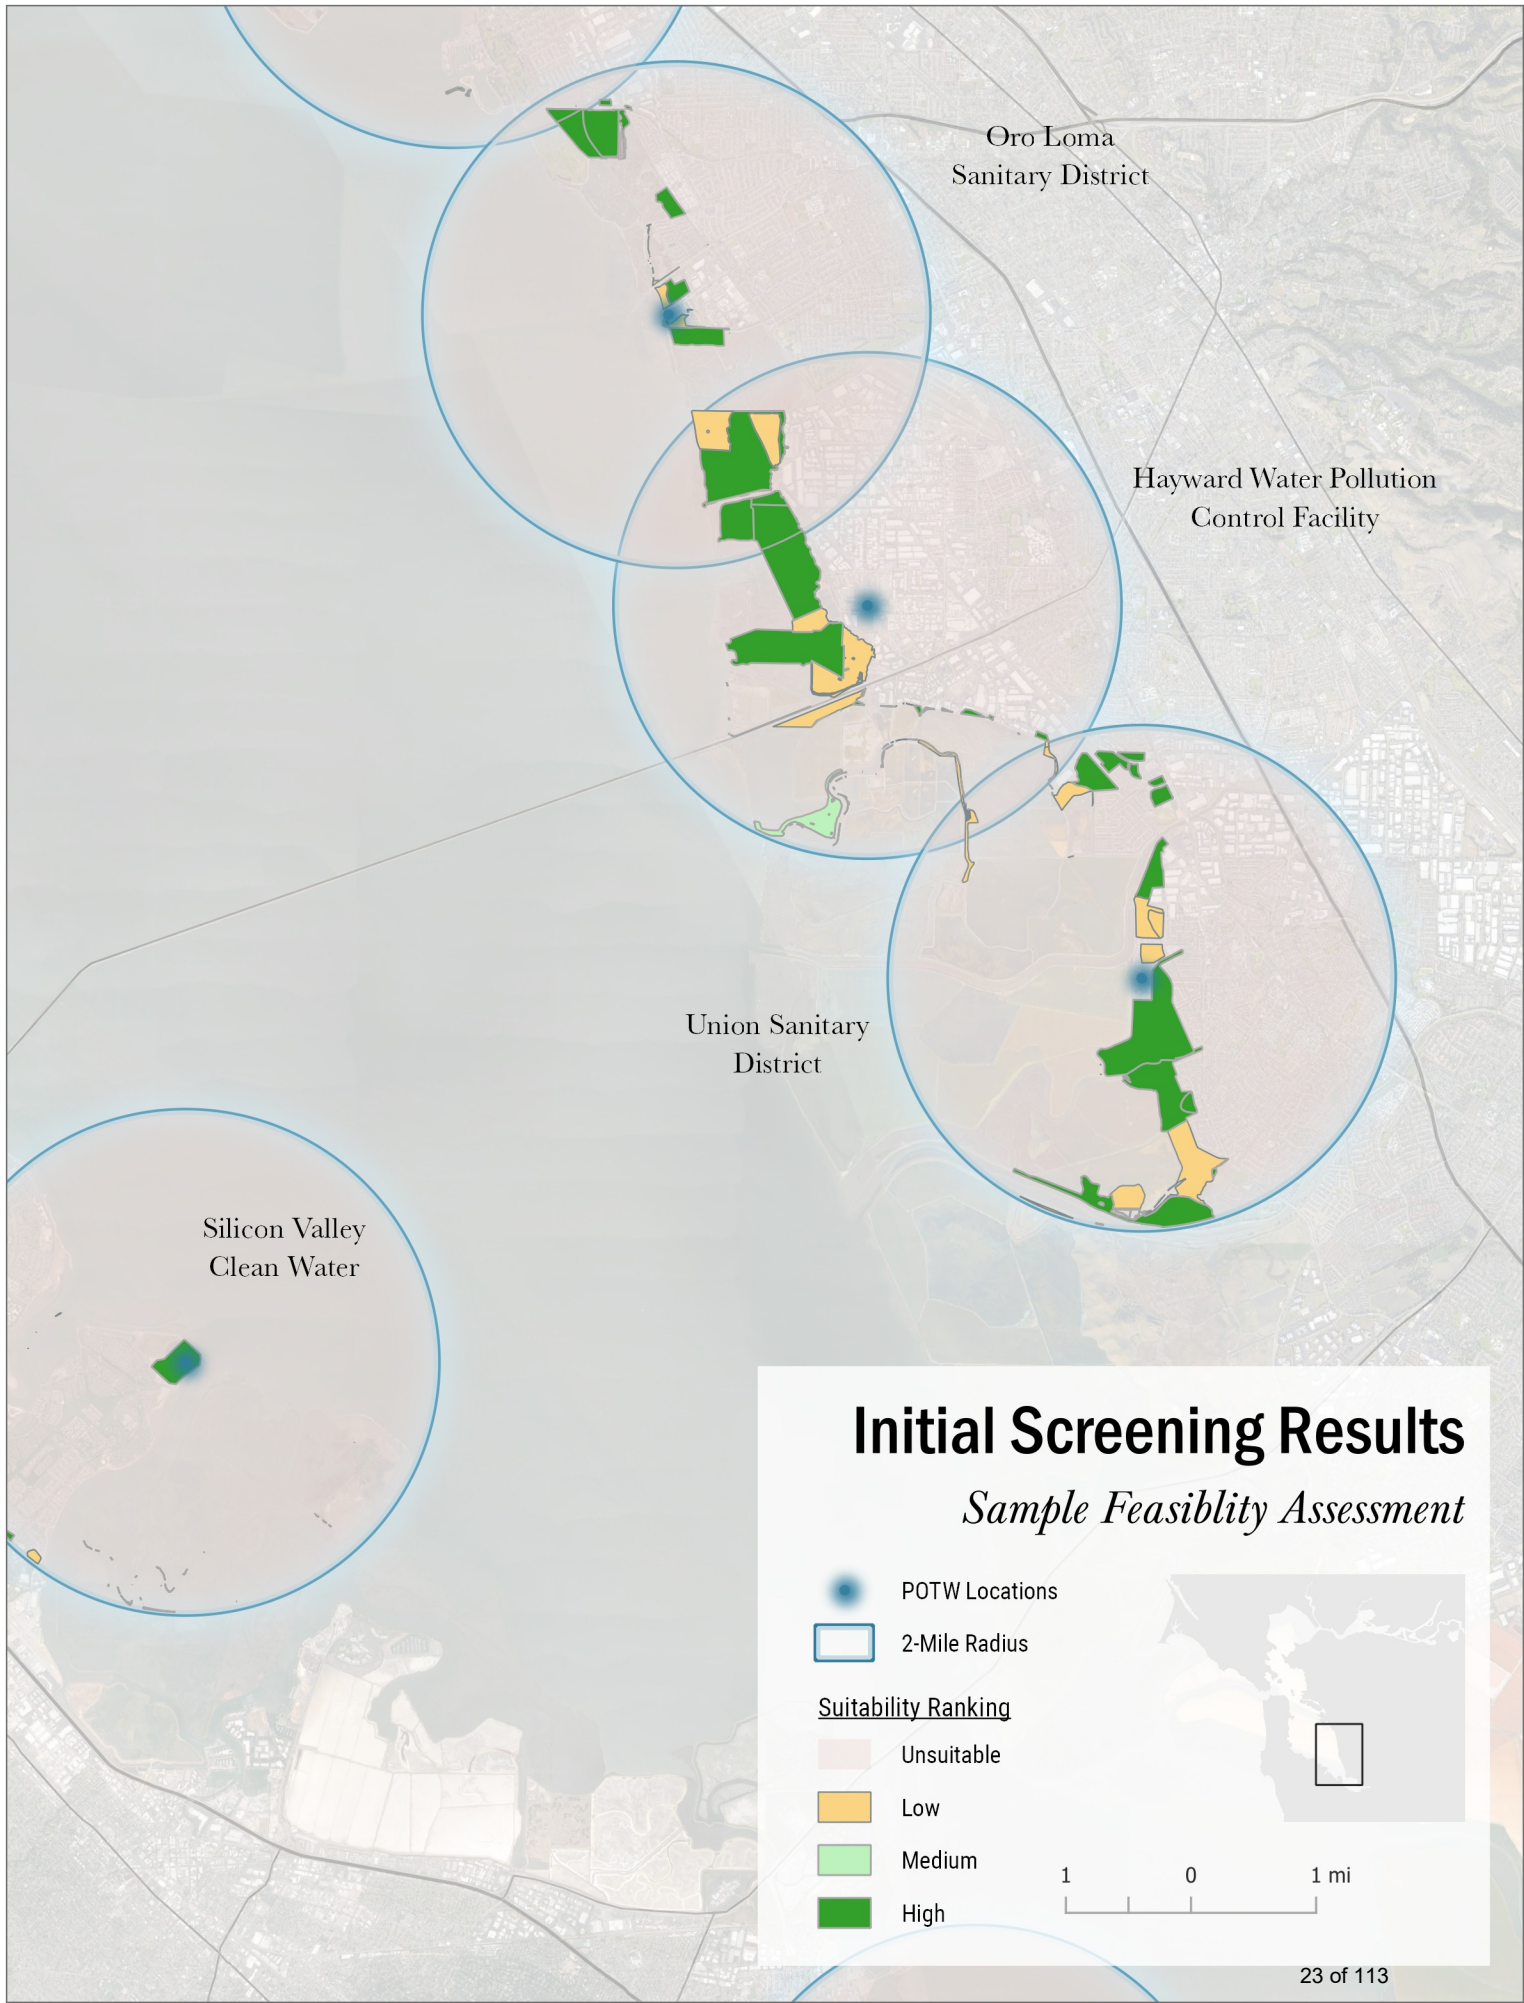 Oro Loma
Sanitary District
Hayward Water Pollution
Control Facility
Union Sanitary
District
Silicon Valley
Clean Water
Initial Screening Results
Sample Feasiblity Assessment
POTW Locations
2-Mile Radius
Suitability Ranking
Unsuitable
Low
Medium
High
1 0 1 mi
23 of 113